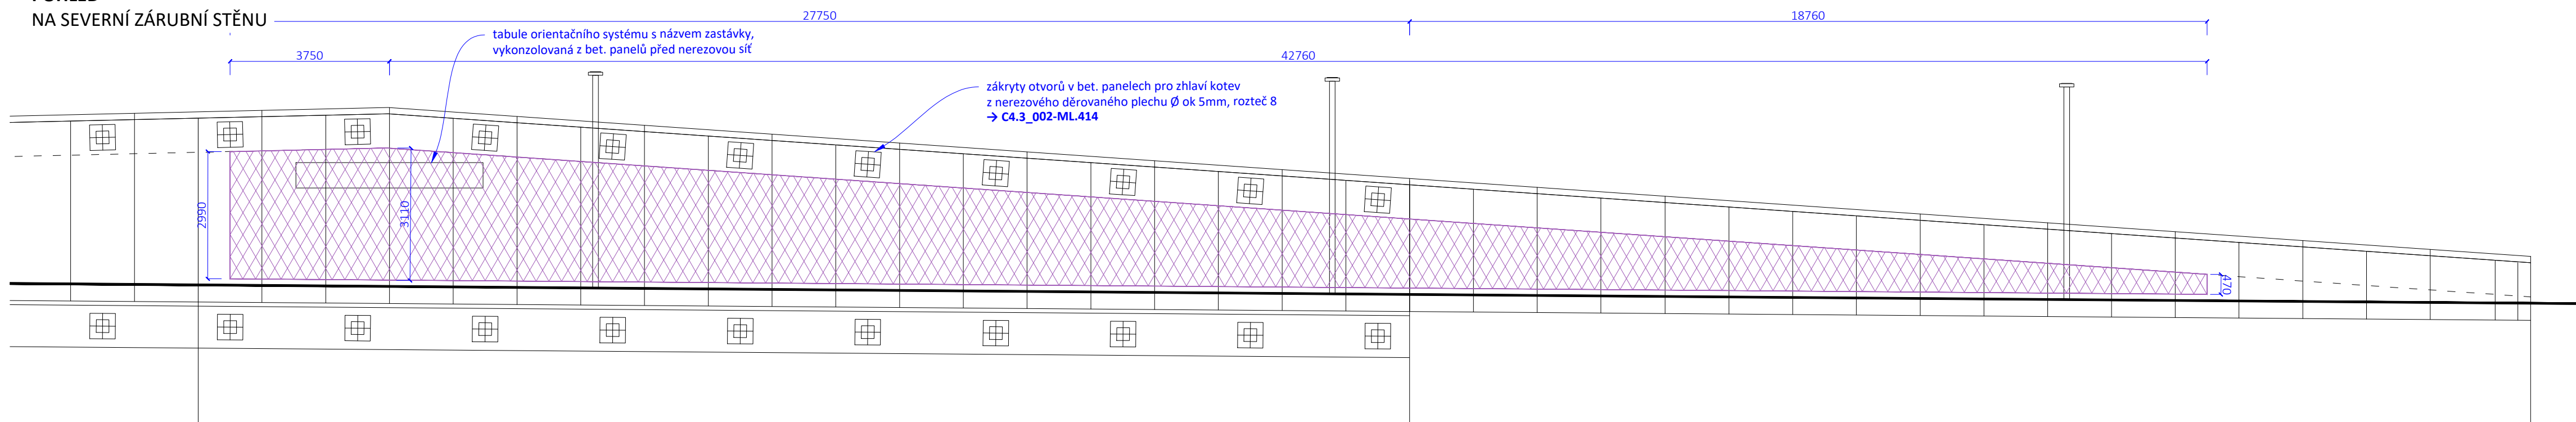 NA SEVERNÍ ZÁRUBNÍ STĚNU
27750
18760
tabule orientačního systému s názvem zastávky,
vykonzolovaná z bet. panelů před nerezovou síť
3750
42760
zákryty otvorů v bet. panelech pro zhlaví kotev
z nerezového děrovaného plechu Ø ok 5mm, rozteč 8
→ C4.3_002-ML.414
2990
3110
470